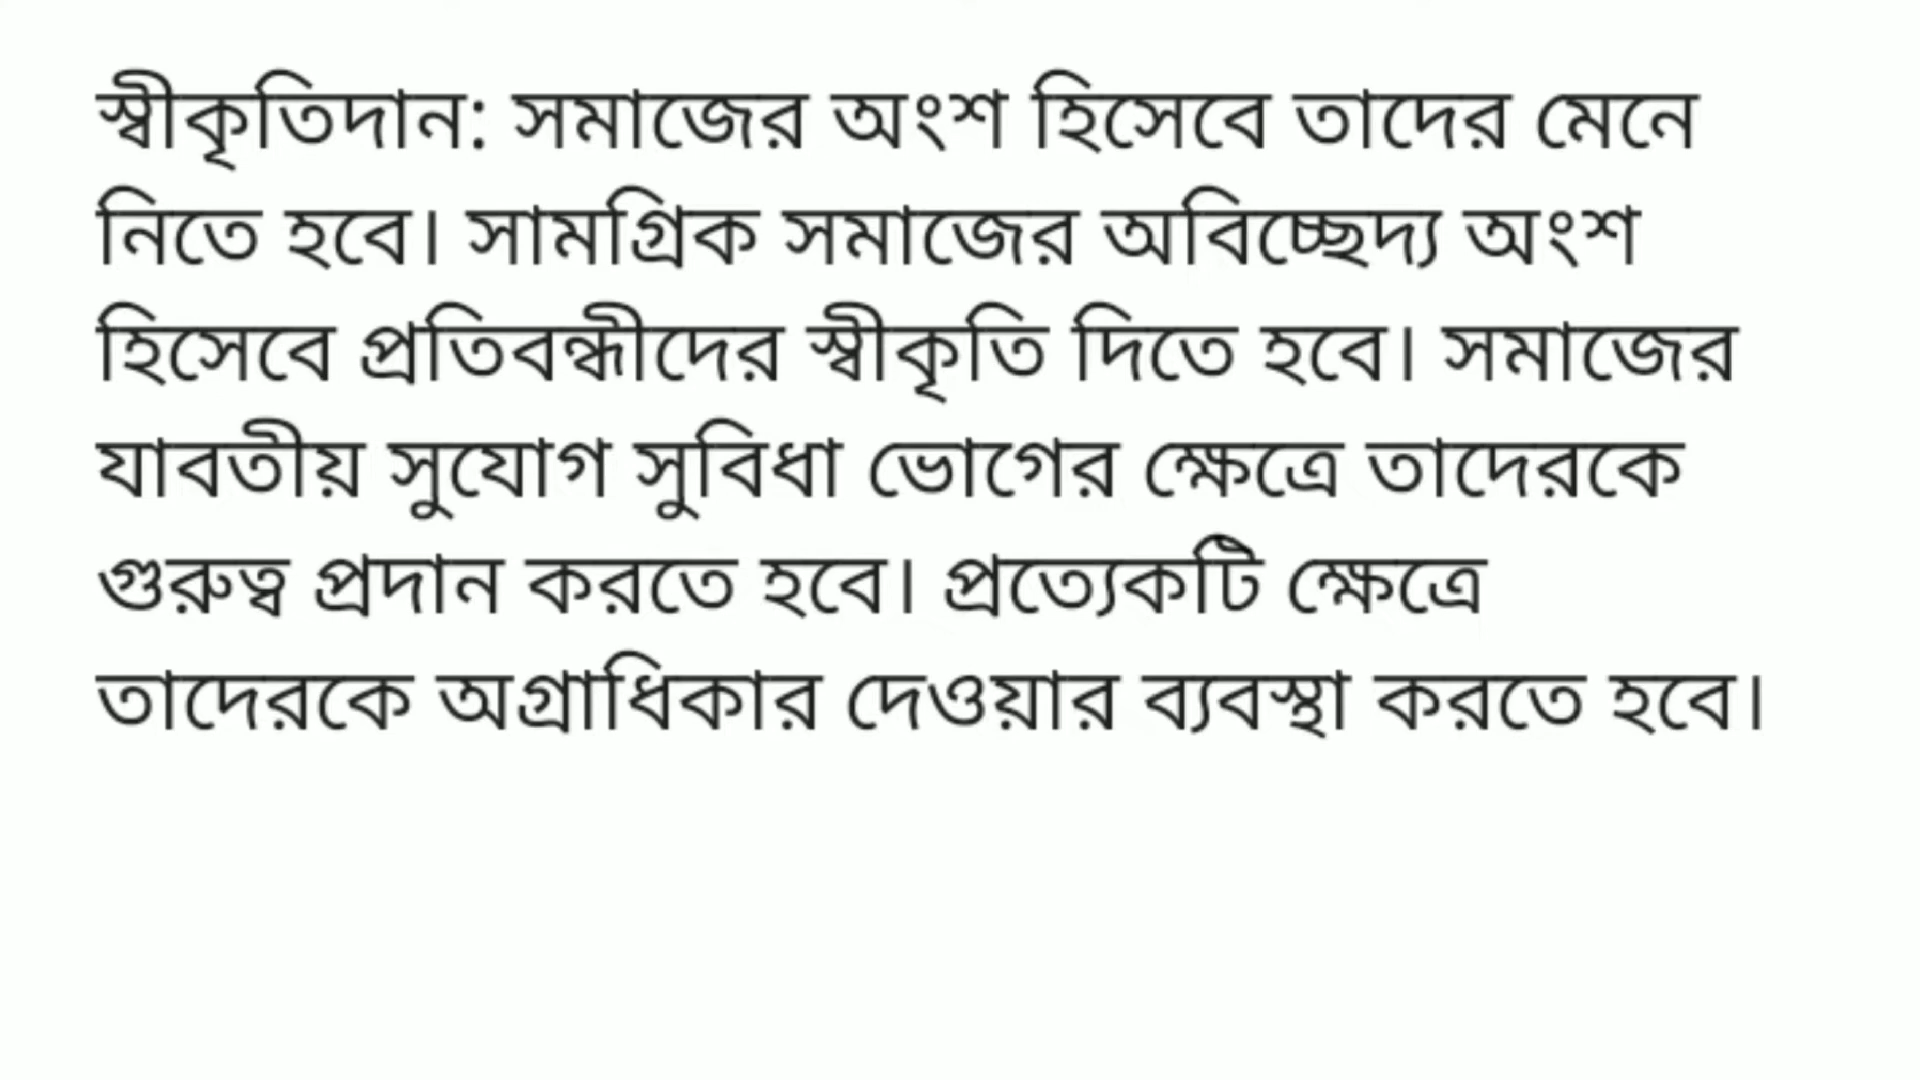 স্বীকৃতিদান: সমাজের অংশ হিসেবে তাদের মেনে
নিতে হবে। সামগ্রিক সমাজের অবিচ্ছেদ্য অংশ
হিসেবে প্রতিবন্ধীদের স্বীকৃতি দিতে হবে। সমাজের
যাবতীয় সুযোগ সুবিধা ভোগের ক্ষেত্রে তাদেরকে
গুরুত্ব প্রদান করতে হবে। প্রত্যেকটি ক্ষেত্রে
তাদেরকে অগ্রাধিকার দেওয়ার ব্যবস্থা করতে হবে।